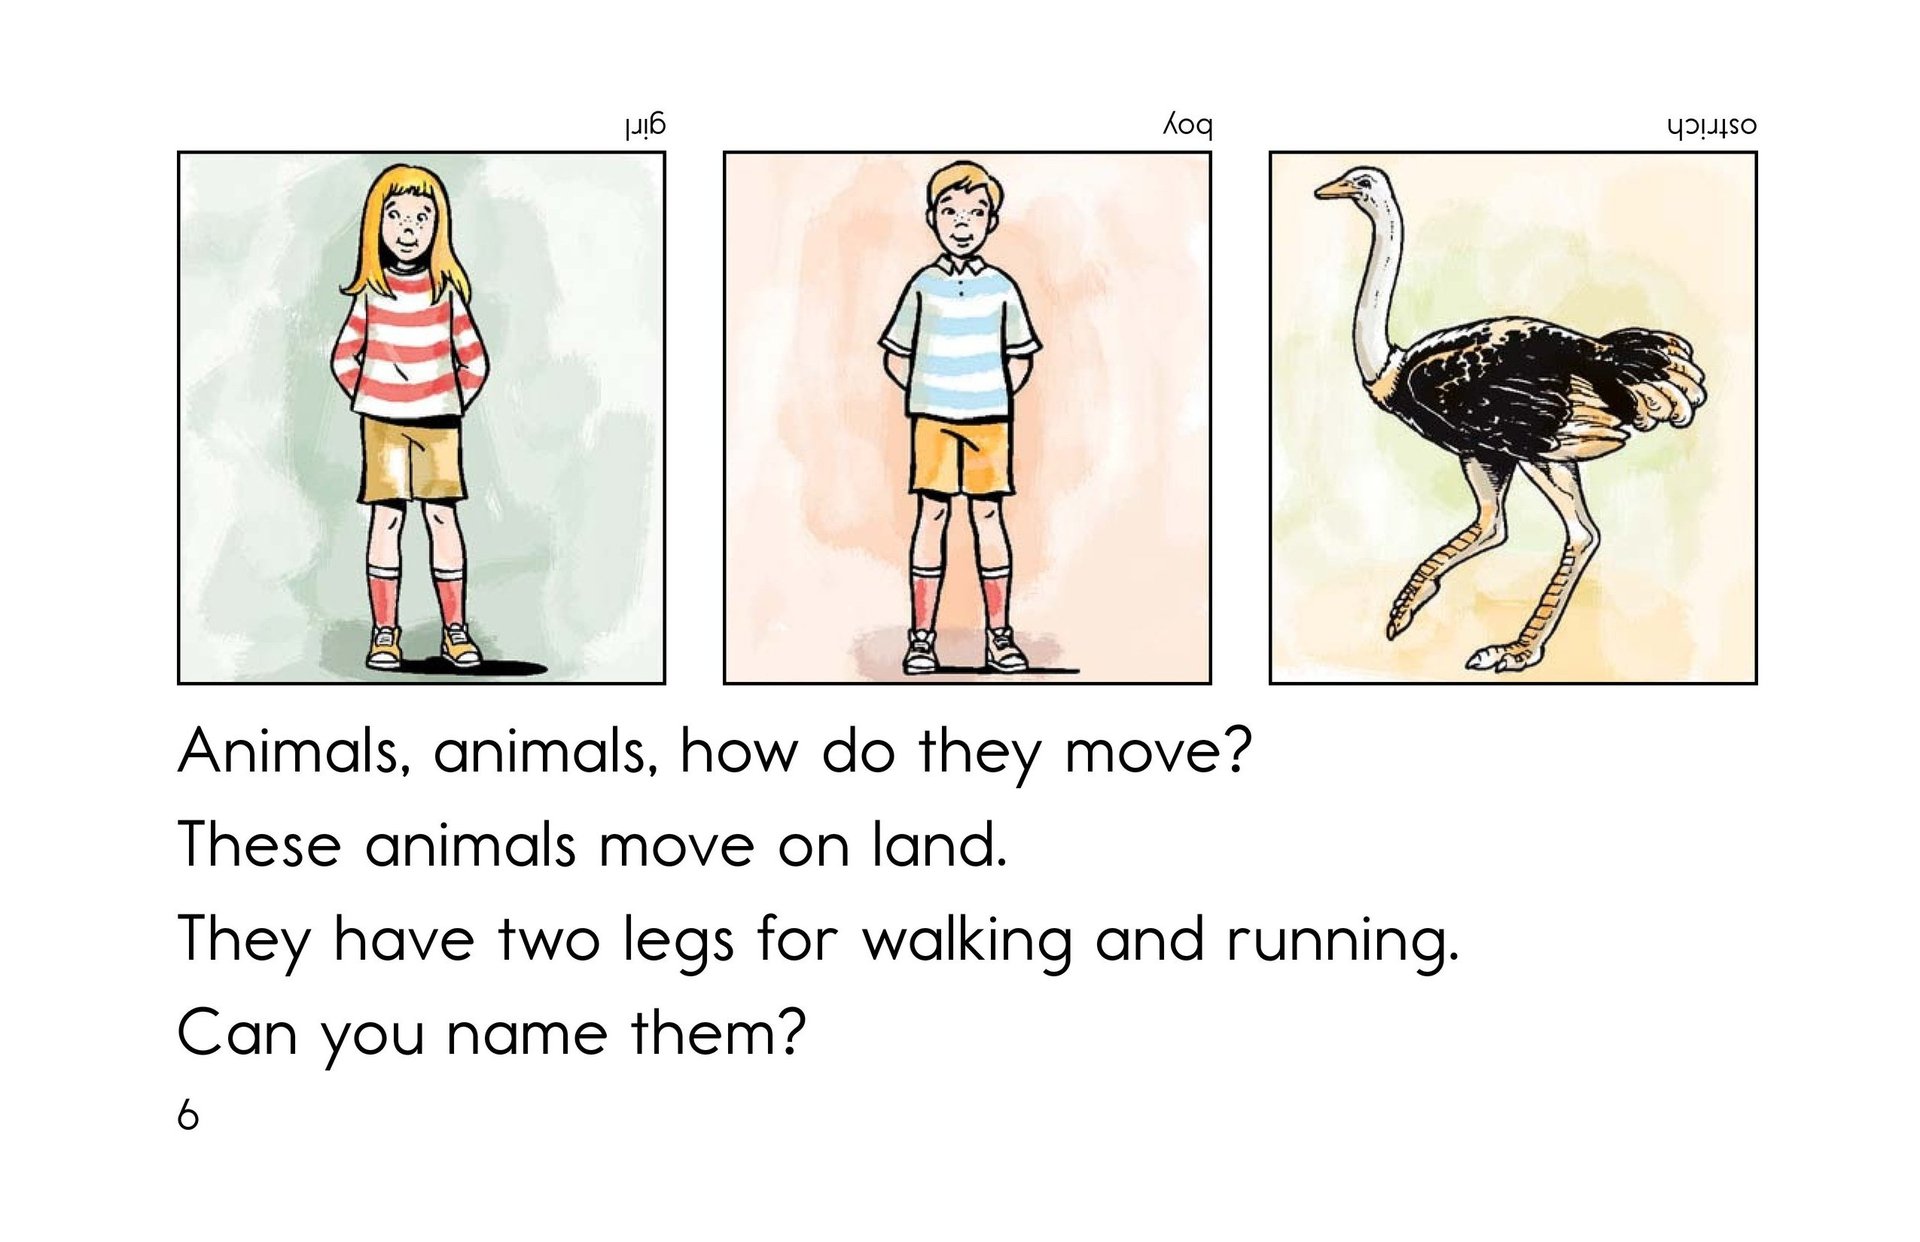 girl
boy
ostrich
Animals, animals, how do they move?
These animals move on land.
They have two legs for walking and running.
Can you name them?
6